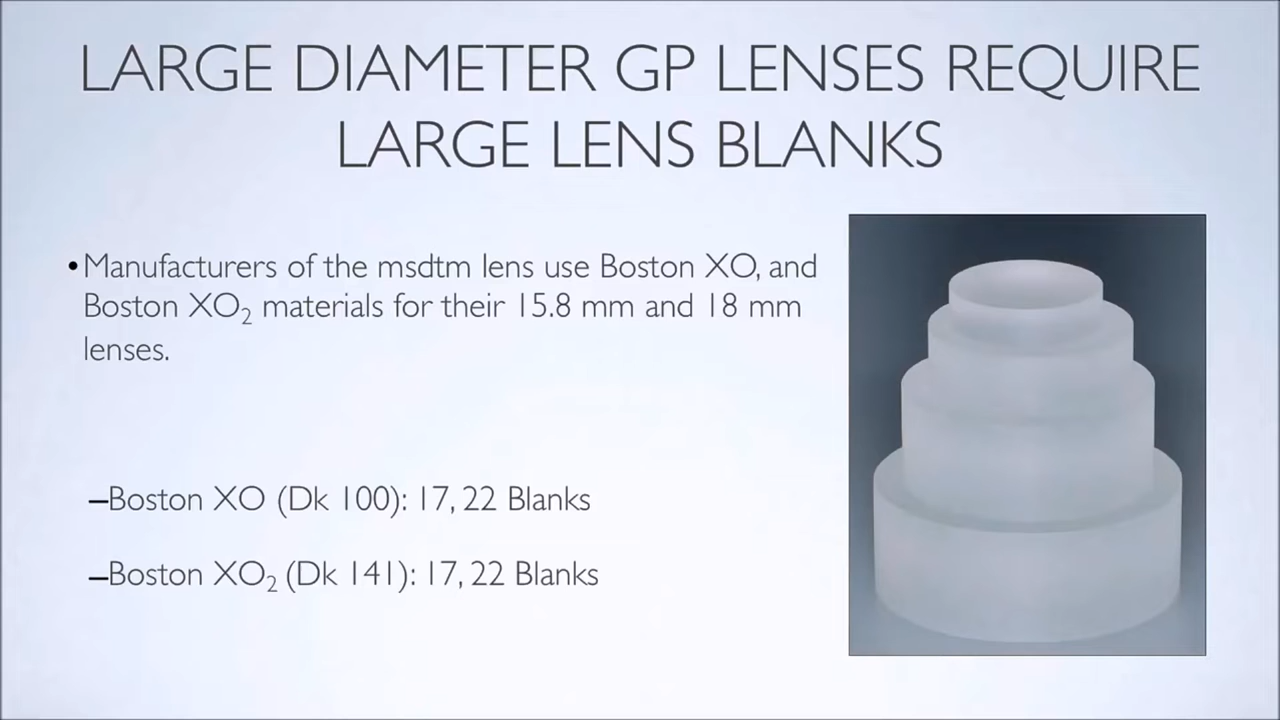 LARGE DIAMETER GP LENSES REQUIRE
LARGE LENS BLANKS
•Manufacturers of the msdtm lens use Boston XO, and
Boston XO₂ materials for their 15.8 mm and 18 mm
lenses.
–Boston XO (Dk 100): 17, 22 Blanks
–Boston XO₂ (Dk 141): 17, 22 Blanks